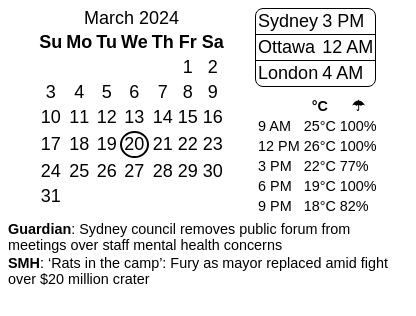 March 2024
Su Mo Tu We Th Fr Sa
1 2
3 4 5 6 7 8 9
10 11 12 13 14 15 16
17 18 19 20 21 22 23
24 25 26 27 28 29 30
31
Sydney 3 PM
Ottawa 12 AM
London 4 AM
°C ☂
9 AM 25°C 100%
12 PM 26°C 100%
3 PM 22°C 77%
6 PM 19°C 100%
9 PM 18°C 82%
Guardian: Sydney council removes public forum from
meetings over staff mental health concerns
SMH: ‘Rats in the camp’: Fury as mayor replaced amid fight
over $20 million crater